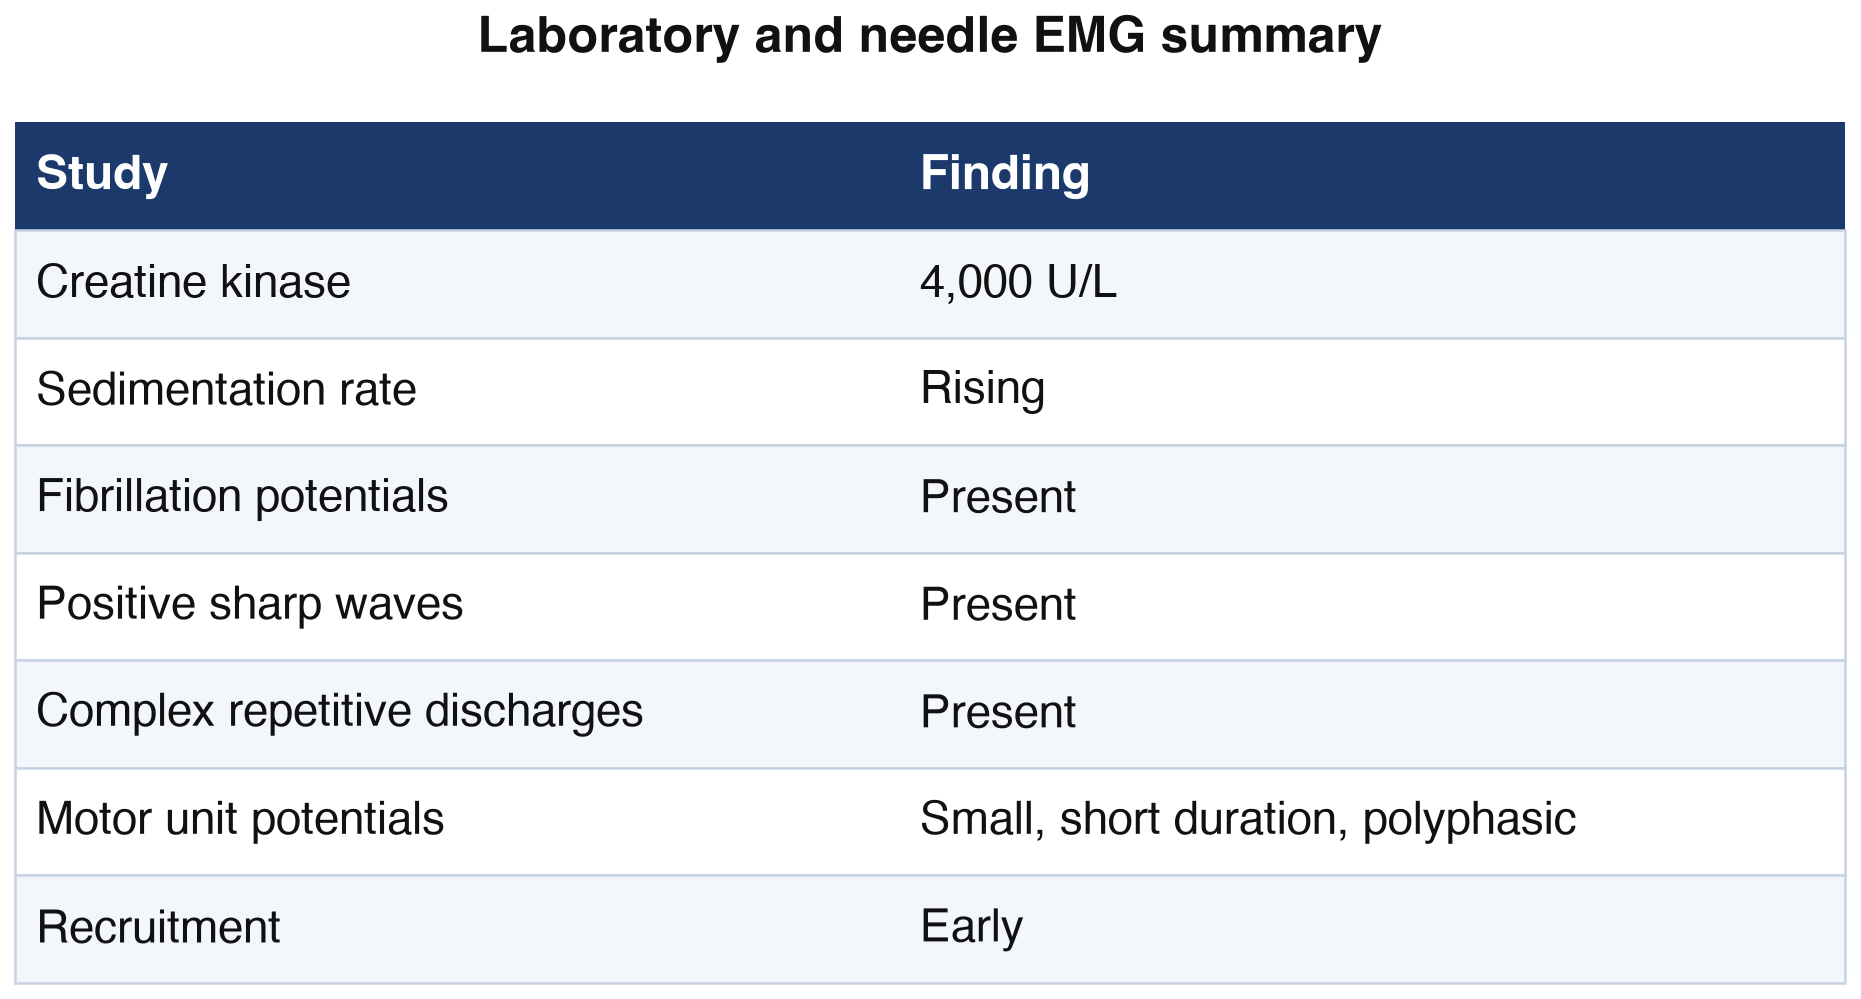 Laboratory and needle EMG summary
Study Finding
Creatine kinase 4,000 U/L
Sedimentation rate Rising
Fibrillation potentials Present
Positive sharp waves Present
Complex repetitive discharges Present
Motor unit potentials Small, short duration, polyphasic
Recruitment Early